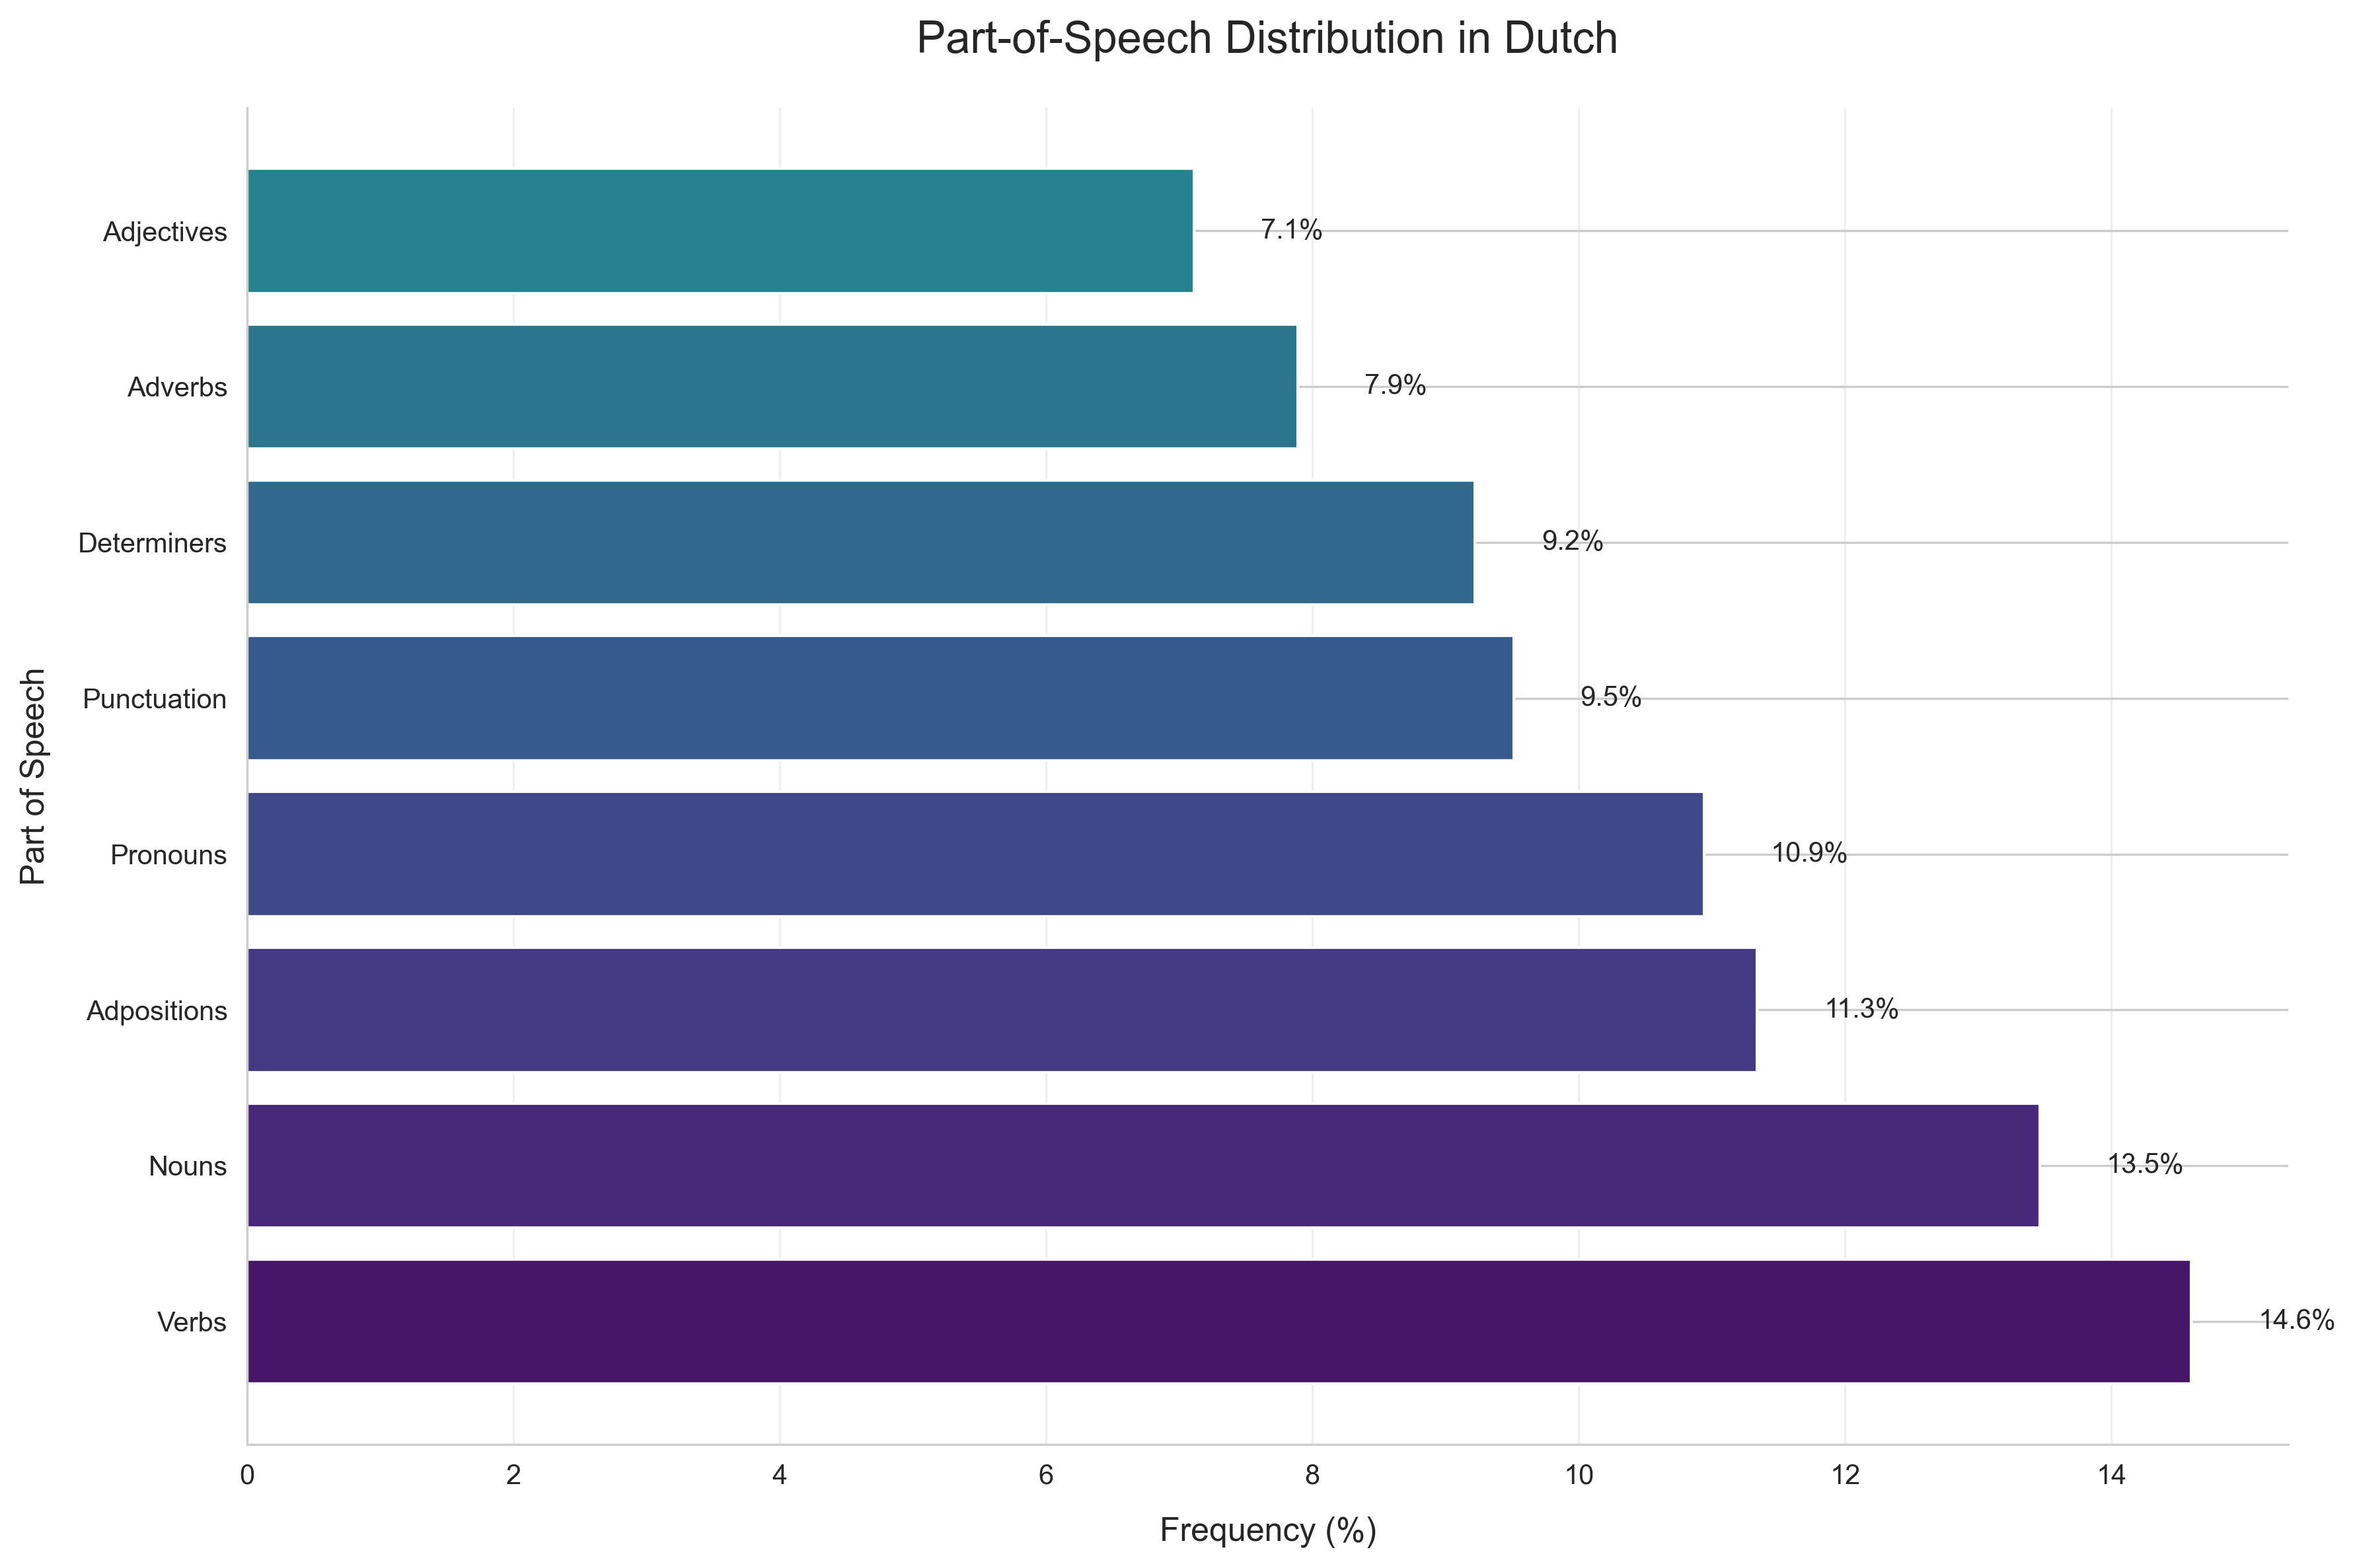 Part-of-Speech Distribution in Dutch
Adjectives 7.1%
Adverbs 7.9%
Determiners 9.2%
Punctuation 9.5%
Pronouns 10.9%
Adpositions 11.3%
Nouns 13.5%
Verbs 14.6%
Part of Speech
0 2 4 6 8 10 12 14
Frequency (%)